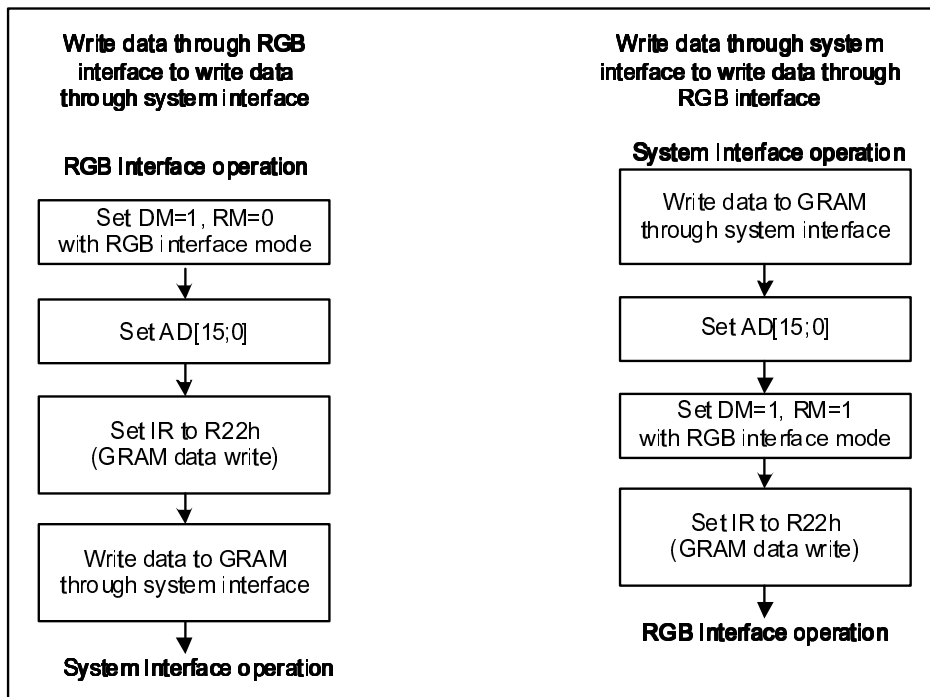 Write data through RGB
interface to write data
through system interface
RGB Interface operation
Set DM=1, RM=0
with RGB interface mode
Set AD[15;0]
Set IR to R22h
(GRAM data write)
Write data to GRAM
through system interface
System Interface operation
Write data through system
interface to write data through
RGB interface
System Interface operation
Write data to GRAM
through system interface
Set AD[15;0]
Set DM=1, RM=1
with RGB interface mode
Set IR to R22h
(GRAM data write)
RGB Interface operation